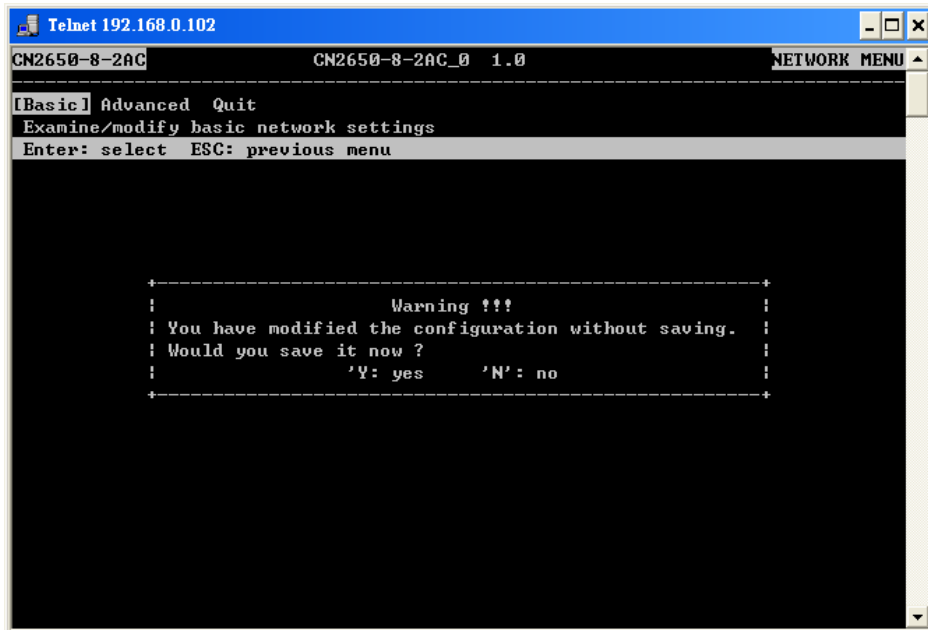 Telnet 192.168.0.102
CN2650-8-2AC CN2650-8-2AC_0 1.0 NETWORK MENU
[Basic] Advanced Quit
Examine/modify basic network settings
Enter: select ESC: previous menu
Warning !!!
You have modified the configuration without saving.
Would you save it now ?
'Y: yes 'N': no